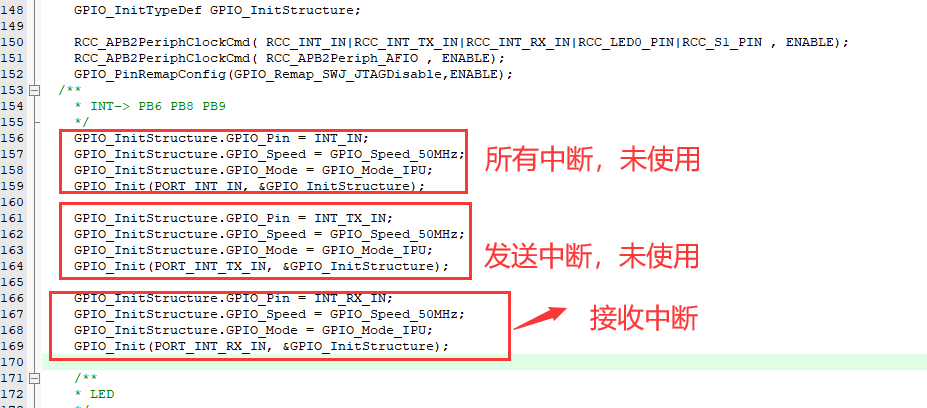 148 GPIO_InitTypeDef GPIO_InitStructure;
149
150 RCC_APB2PeriphClockCmd( RCC_INT_IN|RCC_INT_TX_IN|RCC_INT_RX_IN|RCC_LED0_PIN|RCC_S1_PIN , ENABLE);
151 RCC_APB2PeriphClockCmd( RCC_APB2Periph_AFIO , ENABLE);
152 GPIO_PinRemapConfig(GPIO_Remap_SWJ_JTAGDisable,ENABLE);
153 /**
154 * INT-> PB6 PB8 PB9
155 */
156 GPIO_InitStructure.GPIO_Pin = INT_IN;
157 GPIO_InitStructure.GPIO_Speed = GPIO_Speed_50MHz;
158 GPIO_InitStructure.GPIO_Mode = GPIO_Mode_IPU;
159 GPIO_Init(PORT_INT_IN, &GPIO_InitStructure);
所有中断，未使用
160
161 GPIO_InitStructure.GPIO_Pin = INT_TX_IN;
162 GPIO_InitStructure.GPIO_Speed = GPIO_Speed_50MHz;
163 GPIO_InitStructure.GPIO_Mode = GPIO_Mode_IPU;
164 GPIO_Init(PORT_INT_TX_IN, &GPIO_InitStructure);
发送中断，未使用
165
166 GPIO_InitStructure.GPIO_Pin = INT_RX_IN;
167 GPIO_InitStructure.GPIO_Speed = GPIO_Speed_50MHz;
168 GPIO_InitStructure.GPIO_Mode = GPIO_Mode_IPU;
169 GPIO_Init(PORT_INT_RX_IN, &GPIO_InitStructure);
接收中断
170
171 /**
172 * LED